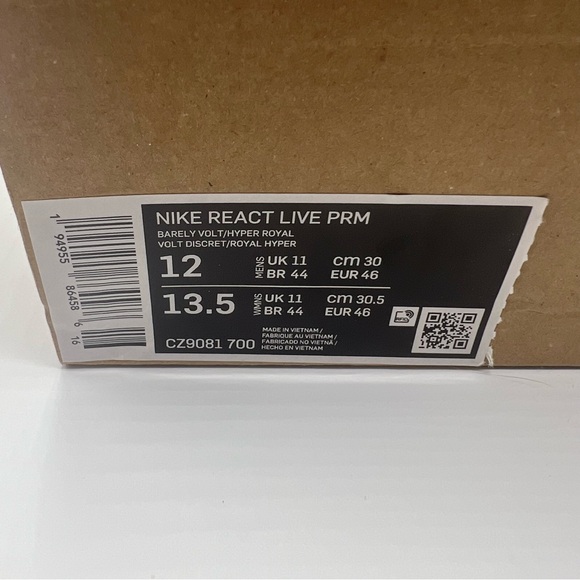 NIKE REACT LIVE PRM
BARELY VOLT/HYPER ROYAL
VOLT DISCRET/ROYAL HYPER
12 MENS UK 11 cm 30
BR 44 EUR 46
13.5 WMNS UK 11 cm 30.5
BR 44 EUR 46
CZ9081 700
MADE IN VIETNAM /
FABRIQUE AU VIETNAM /
FABRICADO NO VIETNÃ /
HECHO EN VIETNAM
RFID
1 94955 86458 6 16